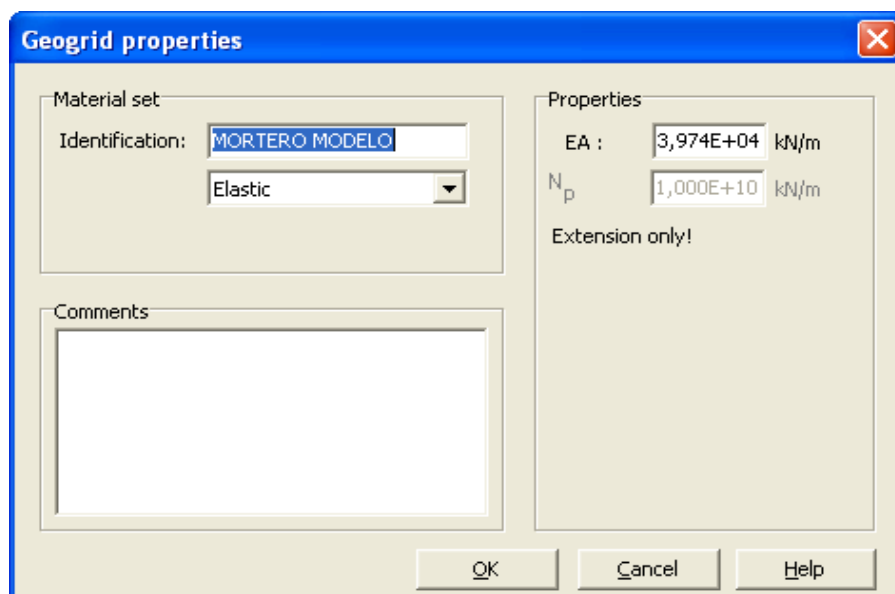 Geogrid properties
Material set
Identification: MORTERO MODELO
Elastic
Comments
Properties
EA : 3,974E+04 kN/m
Np 1,000E+10 kN/m
Extension only!
OK Cancel Help